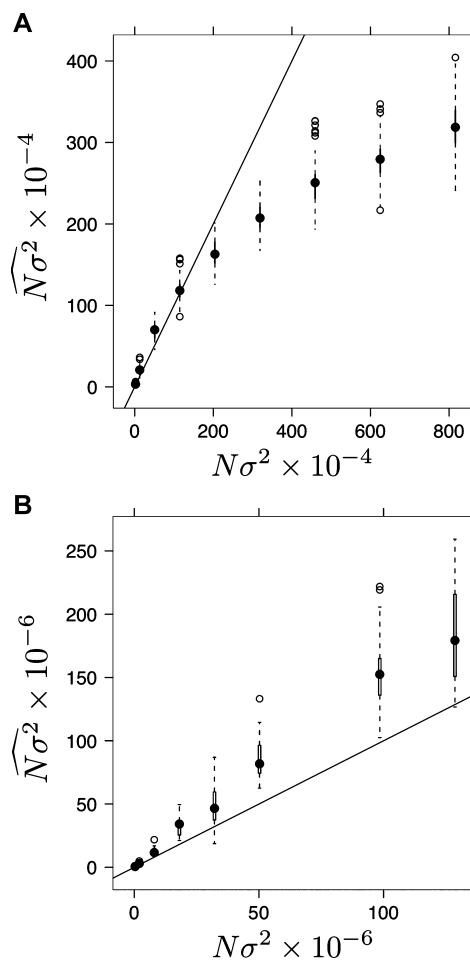 A
400
300
200
100
0
$\widehat{N\sigma^2} \times 10^{-4}$
0 200 400 600 800
$N\sigma^2 \times 10^{-4}$
B
250
200
150
100
50
0
$\widehat{N\sigma^2} \times 10^{-6}$
0 50 100
$N\sigma^2 \times 10^{-6}$